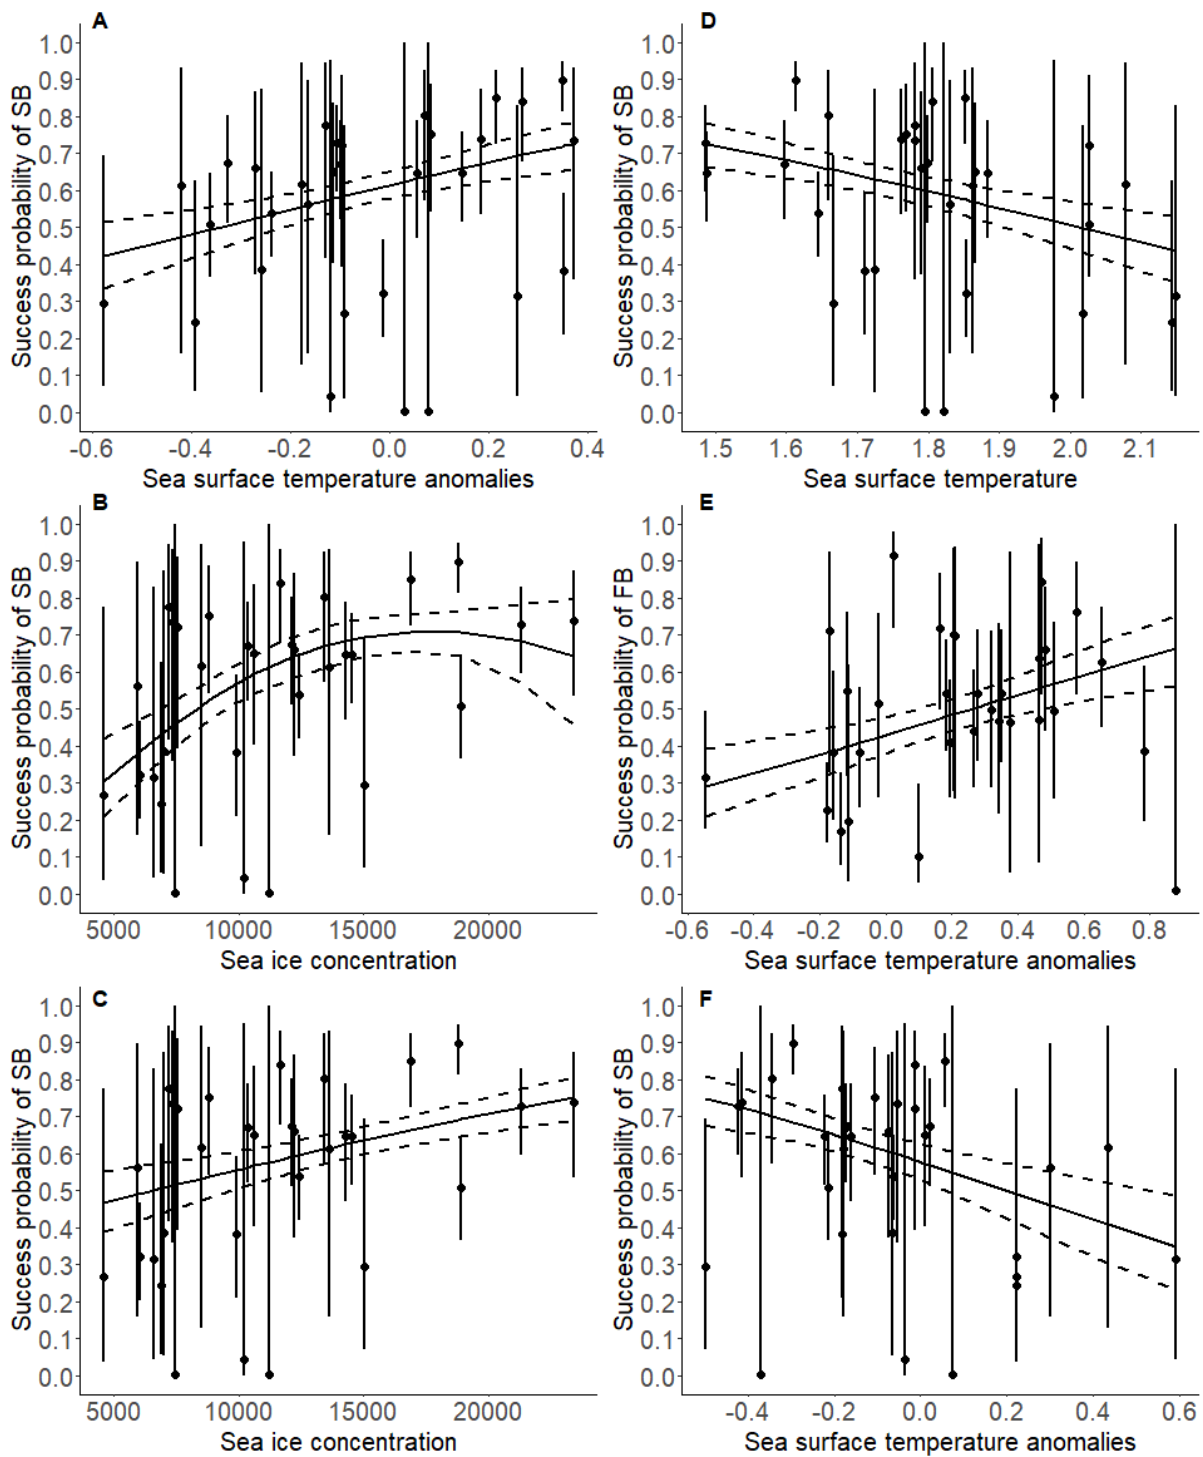 A
Success probability of SB
1.0
0.9
0.8
0.7
0.6
0.5
0.4
0.3
0.2
0.1
0.0
-0.6 -0.4 -0.2 0.0 0.2 0.4
Sea surface temperature anomalies
D
Success probability of SB
1.0
0.9
0.8
0.7
0.6
0.5
0.4
0.3
0.2
0.1
0.0
1.5 1.6 1.7 1.8 1.9 2.0 2.1
Sea surface temperature
B
Success probability of SB
1.0
0.9
0.8
0.7
0.6
0.5
0.4
0.3
0.2
0.1
0.0
5000 10000 15000 20000
Sea ice concentration
E
Success probability of FB
1.0
0.9
0.8
0.7
0.6
0.5
0.4
0.3
0.2
0.1
0.0
-0.6 -0.4 -0.2 0.0 0.2 0.4 0.6 0.8
Sea surface temperature anomalies
C
Success probability of SB
1.0
0.9
0.8
0.7
0.6
0.5
0.4
0.3
0.2
0.1
0.0
5000 10000 15000 20000
Sea ice concentration
F
Success probability of SB
1.0
0.9
0.8
0.7
0.6
0.5
0.4
0.3
0.2
0.1
0.0
-0.4 -0.2 0.0 0.2 0.4 0.6
Sea surface temperature anomalies